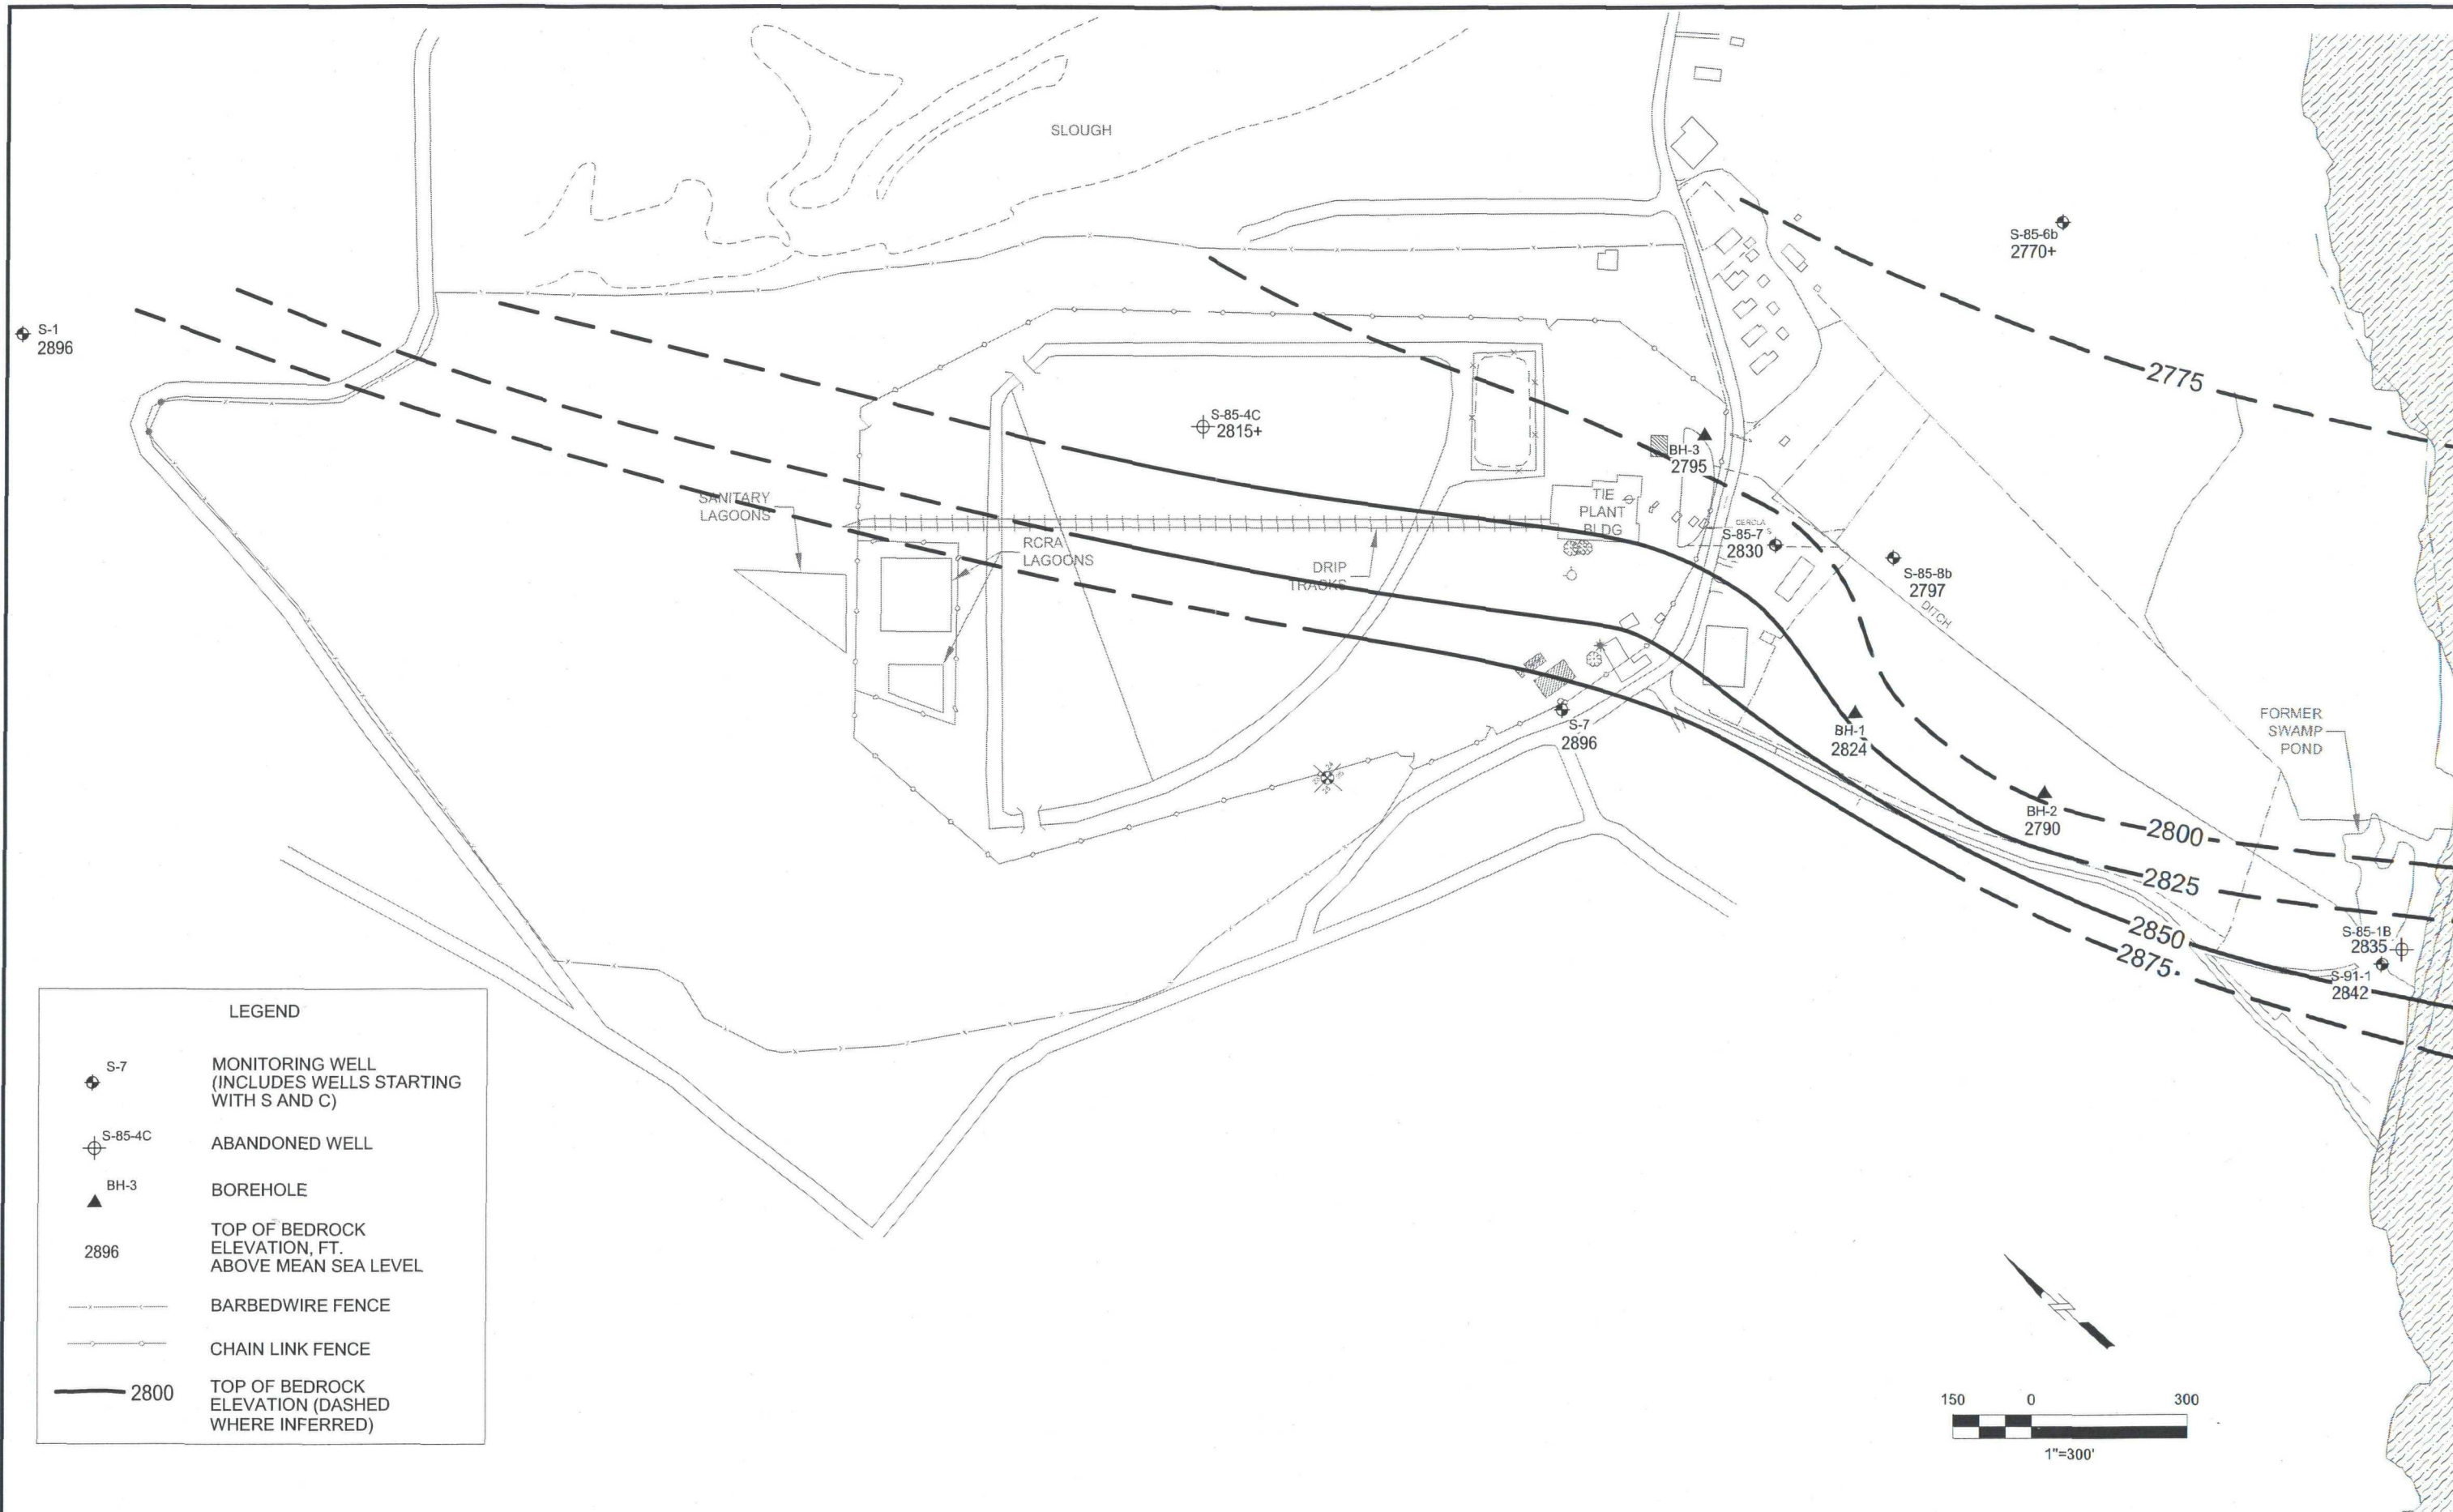 SLOUGH
S-85-6b
2770+
S-1
2896
2775
S-85-4C
2815+
BH-3
2795
SANITARY
LAGOONS
TIE
PLANT
BLDG
S-85-7
2830
RCRA
LAGOONS
DRIP
TRACKS
S-85-8b
2797
DITCH
S-7
2896
BH-1
2824
FORMER
SWAMP
POND
BH-2
2790
2800
2825
2850
2875
S-85-1B
2835
S-91-1
2842
LEGEND
S-7
MONITORING WELL
(INCLUDES WELLS STARTING
WITH S AND C)
S-85-4C
ABANDONED WELL
BH-3
BOREHOLE
2896
TOP OF BEDROCK
ELEVATION, FT.
ABOVE MEAN SEA LEVEL
BARBEDWIRE FENCE
CHAIN LINK FENCE
2800
TOP OF BEDROCK
ELEVATION (DASHED
WHERE INFERRED)
N
150 0 300
1"=300'